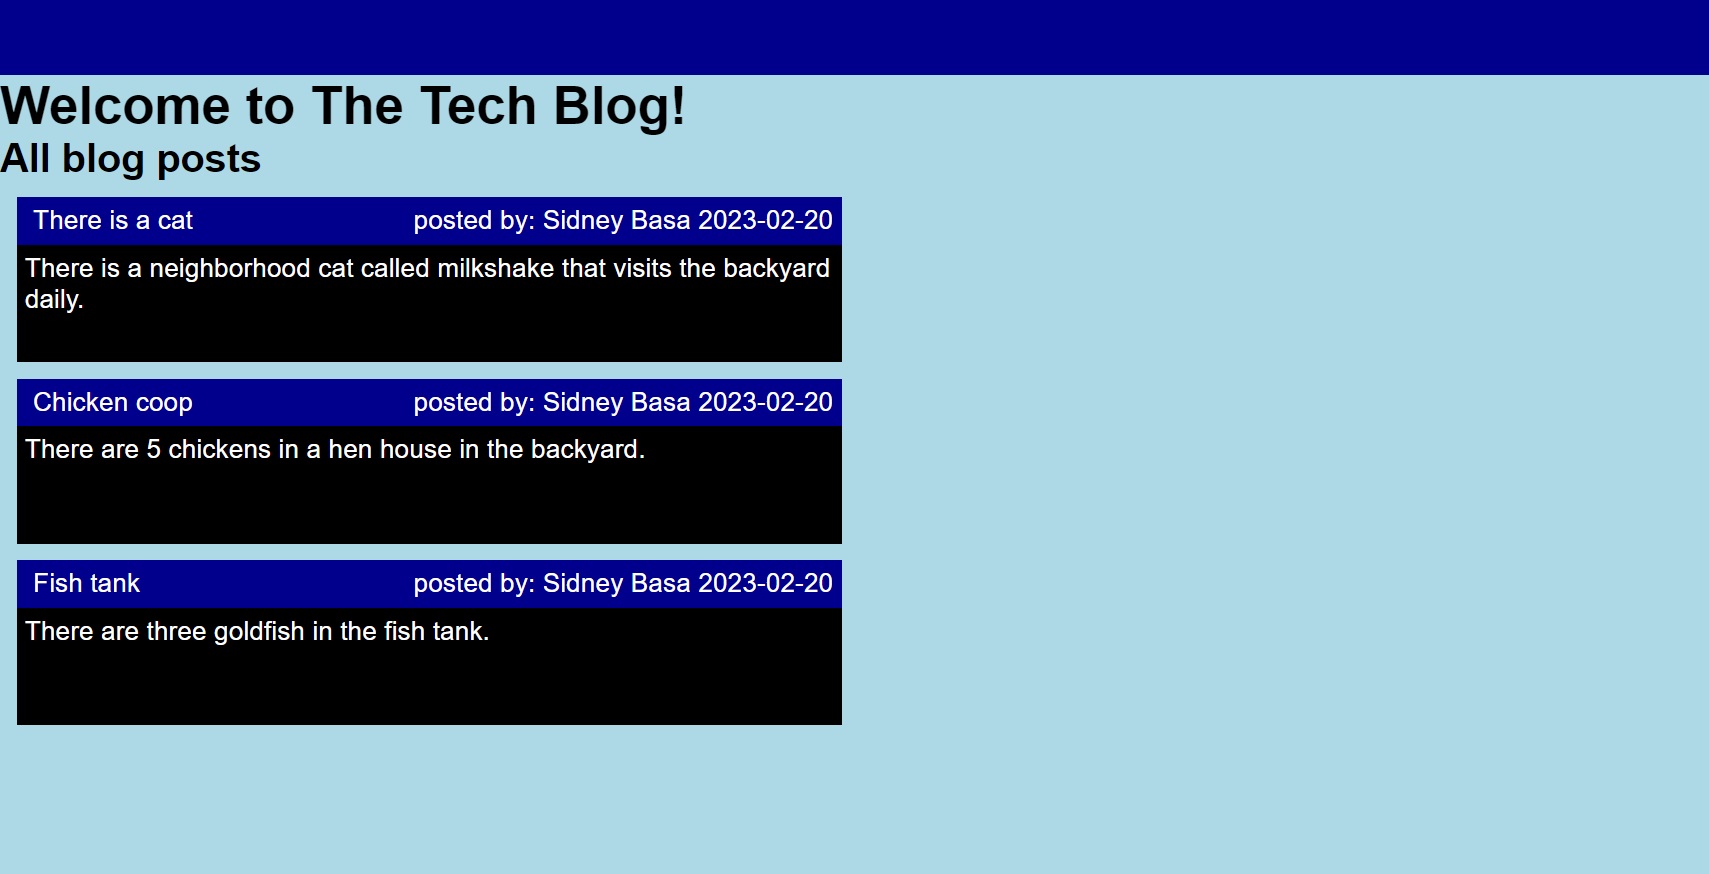 Welcome to The Tech Blog!
All blog posts
There is a cat posted by: Sidney Basa 2023-02-20
There is a neighborhood cat called milkshake that visits the backyard
daily.
Chicken coop posted by: Sidney Basa 2023-02-20
There are 5 chickens in a hen house in the backyard.
Fish tank posted by: Sidney Basa 2023-02-20
There are three goldfish in the fish tank.